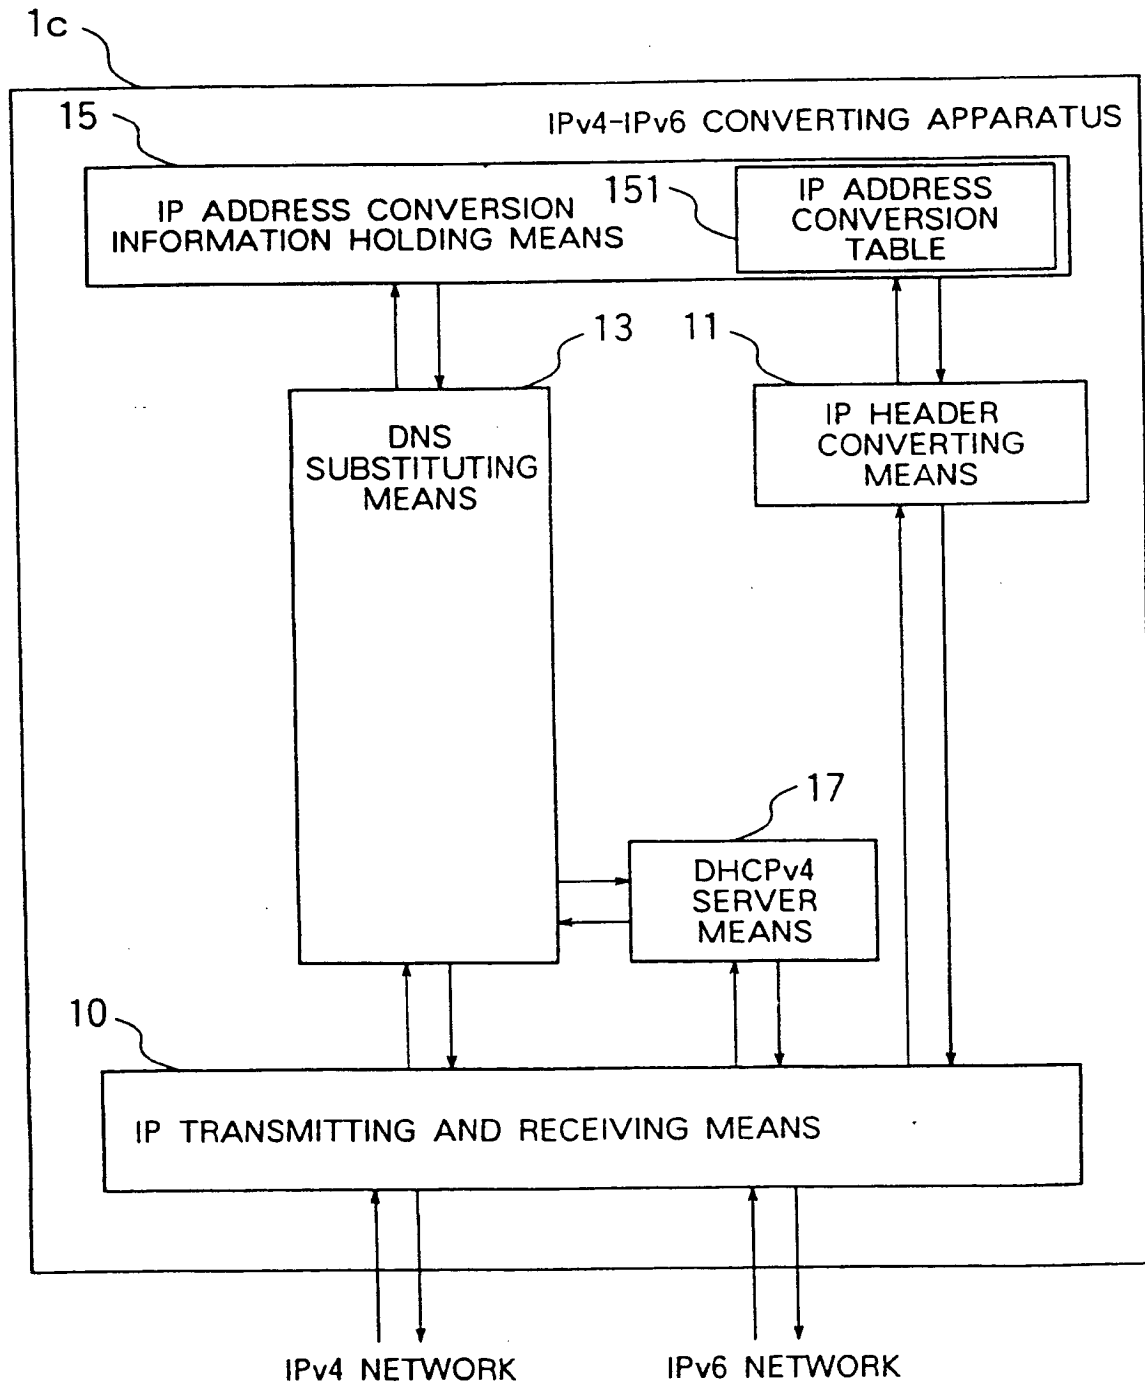 1c
IPv4-IPv6 CONVERTING APPARATUS
15
IP ADDRESS CONVERSION
INFORMATION HOLDING MEANS
151
IP ADDRESS
CONVERSION
TABLE
13
11
DNS
SUBSTITUTING
MEANS
IP HEADER
CONVERTING
MEANS
17
DHCPv4
SERVER
MEANS
10
IP TRANSMITTING AND RECEIVING MEANS
IPv4 NETWORK
IPv6 NETWORK